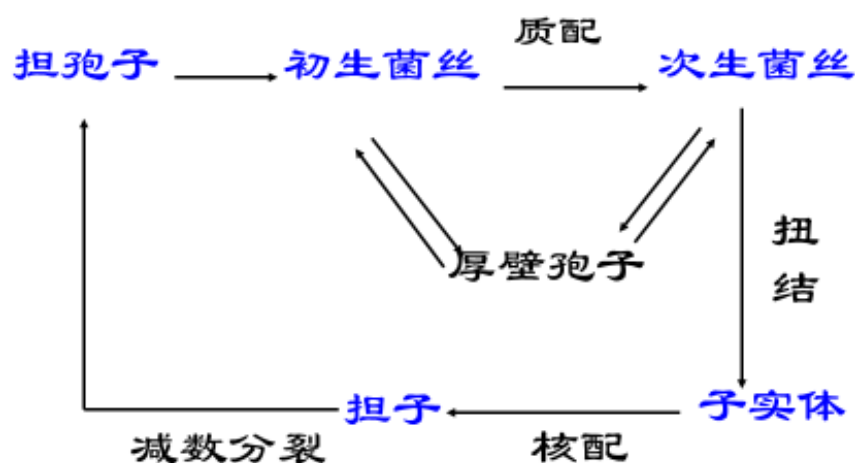 质配
担孢子 初生菌丝 次生菌丝
厚壁孢子
扭
结
担子 子实体
减数分裂 核配